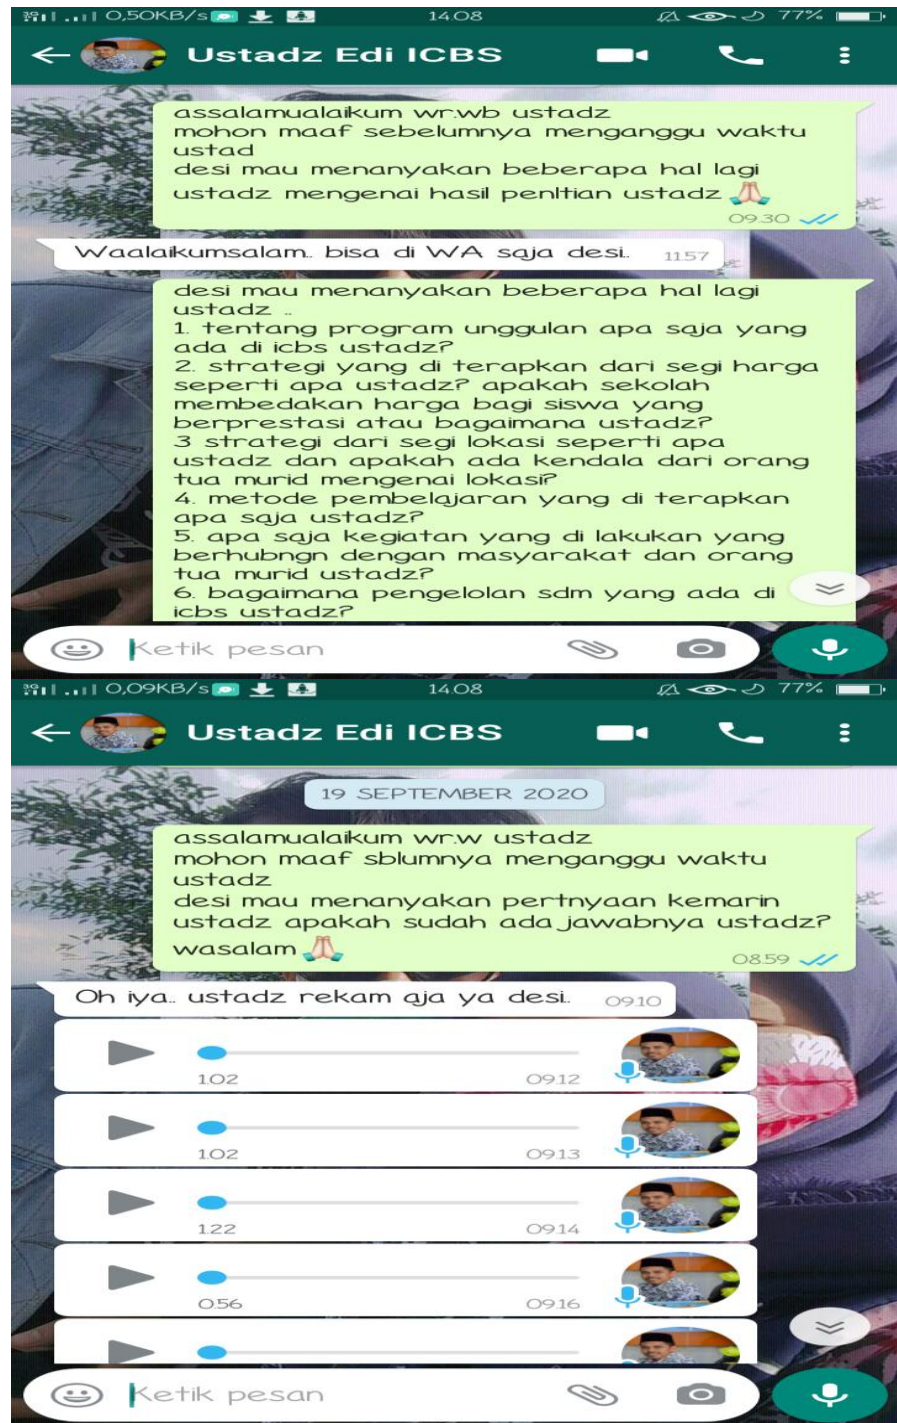 3G 0,50KB/s 14.08 77%
Ustadz Edi ICBS
assalamualaikum wr.wb ustadz
mohon maaf sebelumnya menganggu waktu
ustad
desi mau menanyakan beberapa hal lagi
ustadz mengenai hasil penltian ustadz 🙏
09.30
Waalaikumsalam.. bisa di WA saja desi..
11.57
desi mau menanyakan beberapa hal lagi
ustadz ..
1. tentang program unggulan apa saja yang
ada di icbs ustadz?
2. strategi yang di terapkan dari segi harga
seperti apa ustadz? apakah sekolah
membedakan harga bagi siswa yang
berprestasi atau bagaimana ustadz?
3 strategi dari segi lokasi seperti apa
ustadz dan apakah ada kendala dari orang
tua murid mengenai lokasi?
4. metode pembelajaran yang di terapkan
apa saja ustadz?
5. apa saja kegiatan yang di lakukan yang
berhubngn dengan masyarakat dan orang
tua murid ustadz?
6. bagaimana pengelolan sdm yang ada di
icbs ustadz?
Ketik pesan
3G 0,09KB/s 14.08 77%
Ustadz Edi ICBS
19 SEPTEMBER 2020
assalamualaikum wr.w ustadz
mohon maaf sblumnya menganggu waktu
ustadz
desi mau menanyakan pertnyaan kemarin
ustadz apakah sudah ada jawabnya ustadz?
wasalam 🙏
08.59
Oh iya.. ustadz rekam aja ya desi..
09.10
1.02 09.12
1.02 09.13
1.22 09.14
0.56 09.16
Ketik pesan